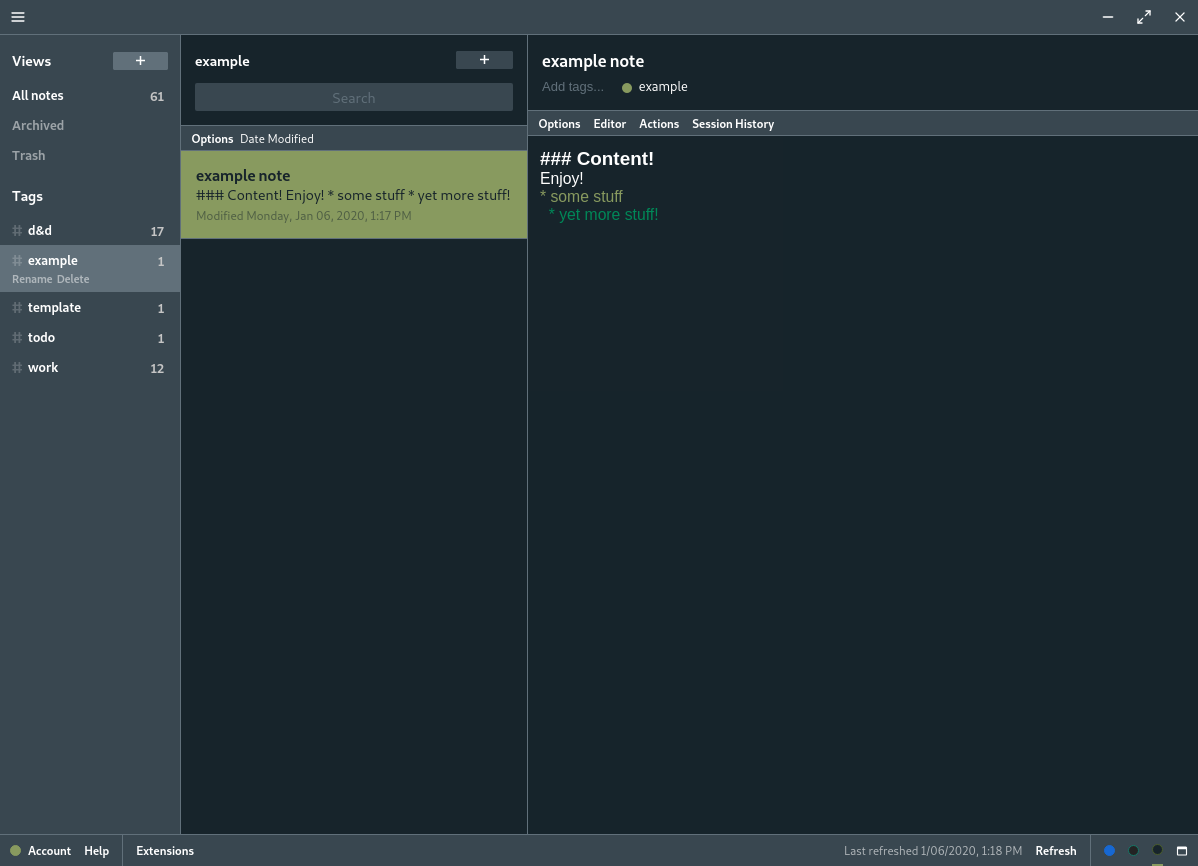 Views
+
All notes 61
Archived
Trash
Tags
# d&d 17
# example 1
Rename Delete
# template 1
# todo 1
# work 12
example
+
Search
Options Date Modified
example note
### Content! Enjoy! * some stuff * yet more stuff!
Modified Monday, Jan 06, 2020, 1:17 PM
example note
Add tags... example
Options Editor Actions Session History
### Content!
Enjoy!
* some stuff
* yet more stuff!
Account Help Extensions
Last refreshed 1/06/2020, 1:18 PM Refresh